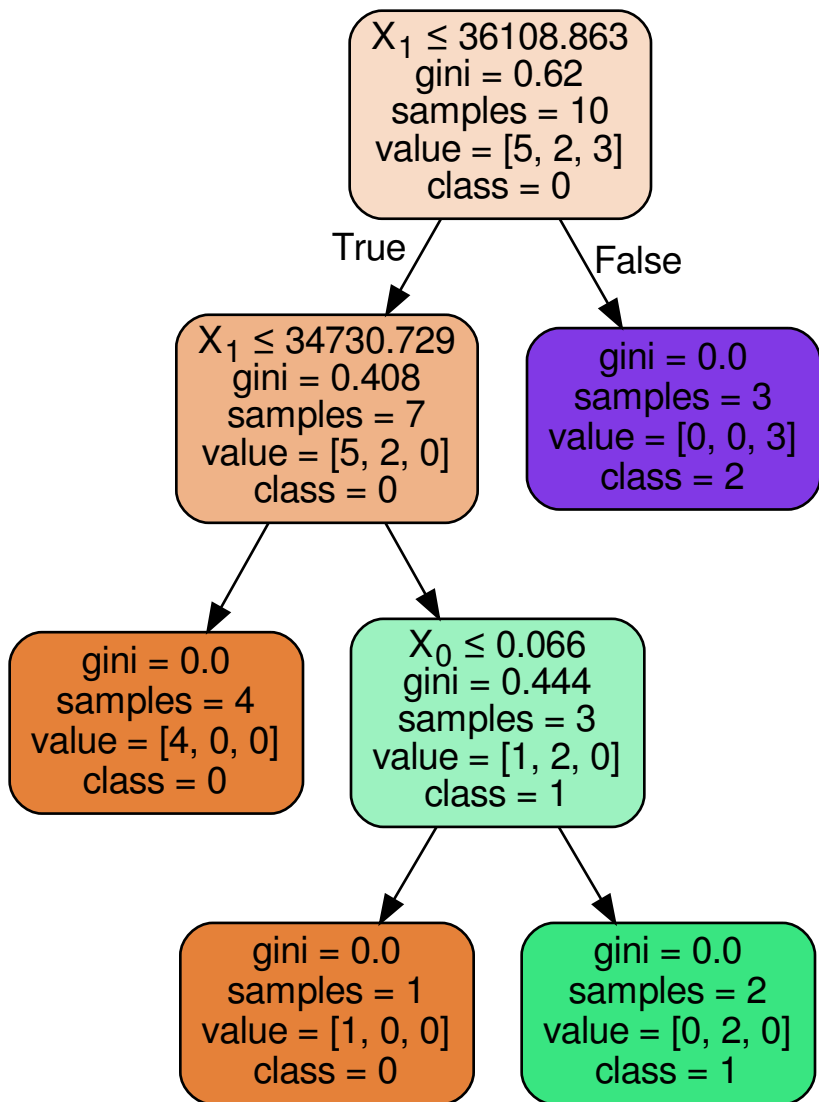 X₁ ≤ 36108.863
gini = 0.62
samples = 10
value = [5, 2, 3]
class = 0
True
False
X₁ ≤ 34730.729
gini = 0.408
samples = 7
value = [5, 2, 0]
class = 0
gini = 0.0
samples = 3
value = [0, 0, 3]
class = 2
gini = 0.0
samples = 4
value = [4, 0, 0]
class = 0
X₀ ≤ 0.066
gini = 0.444
samples = 3
value = [1, 2, 0]
class = 1
gini = 0.0
samples = 1
value = [1, 0, 0]
class = 0
gini = 0.0
samples = 2
value = [0, 2, 0]
class = 1